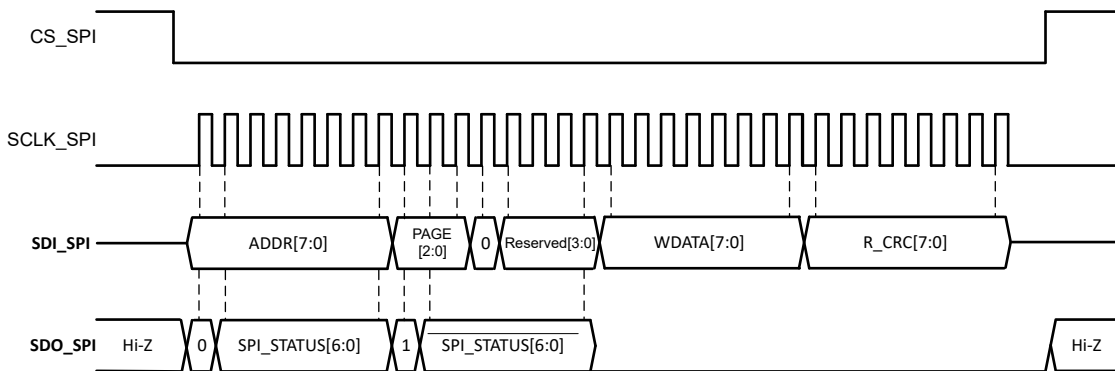 CS_SPI
SCLK_SPI
SDI_SPI
ADDR[7:0]
PAGE
[2:0]
0
Reserved[3:0]
WDATA[7:0]
R_CRC[7:0]
SDO_SPI
Hi-Z
0
SPI_STATUS[6:0]
1
SPI_STATUS[6:0]
Hi-Z